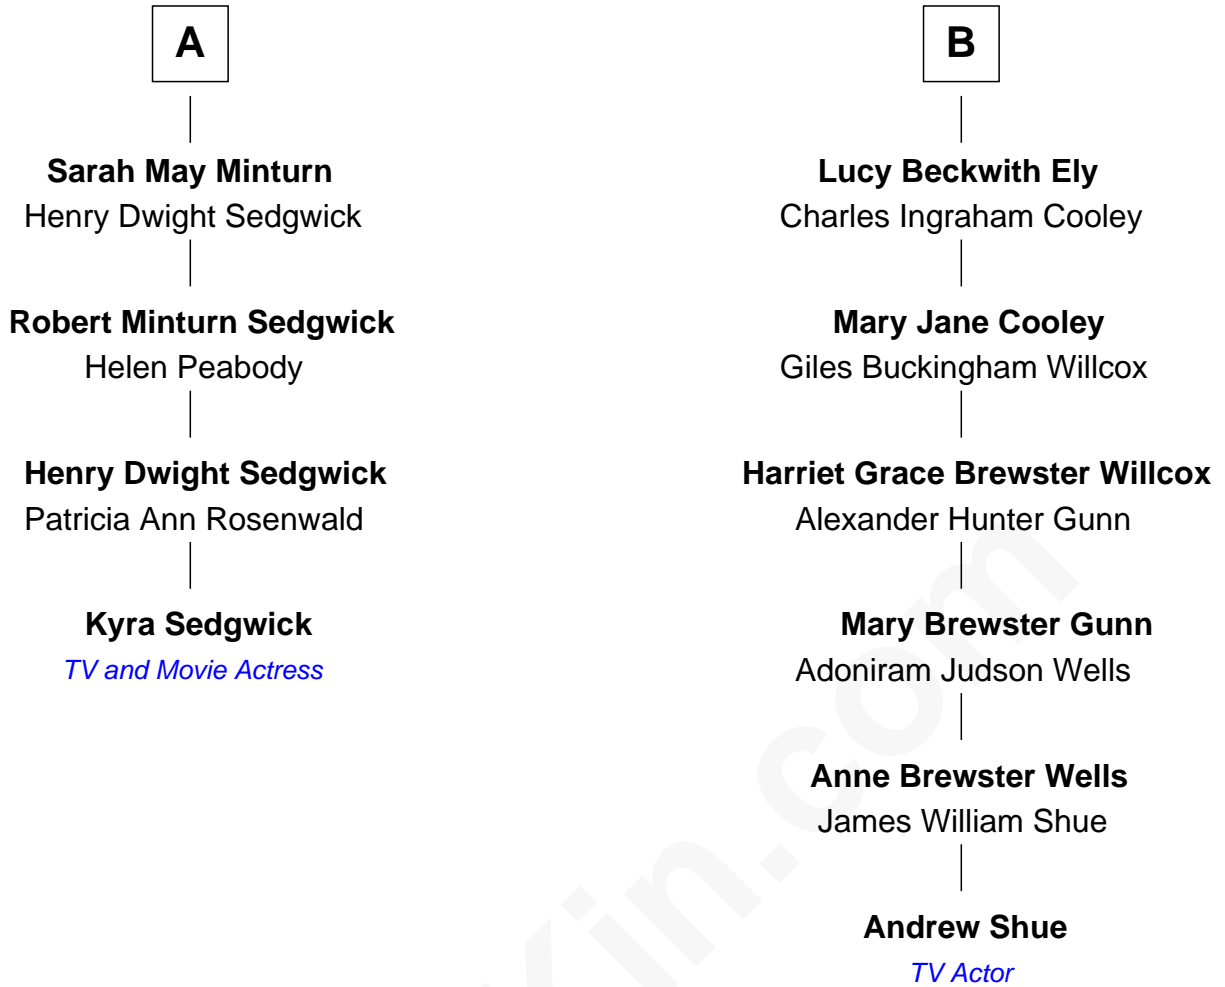 A
Sarah May Minturn
Henry Dwight Sedgwick
Robert Minturn Sedgwick
Helen Peabody
Henry Dwight Sedgwick
Patricia Ann Rosenwald
Kyra Sedgwick
TV and Movie Actress
B
Lucy Beckwith Ely
Charles Ingraham Cooley
Mary Jane Cooley
Giles Buckingham Willcox
Harriet Grace Brewster Willcox
Alexander Hunter Gunn
Mary Brewster Gunn
Adoniram Judson Wells
Anne Brewster Wells
James William Shue
Andrew Shue
TV Actor